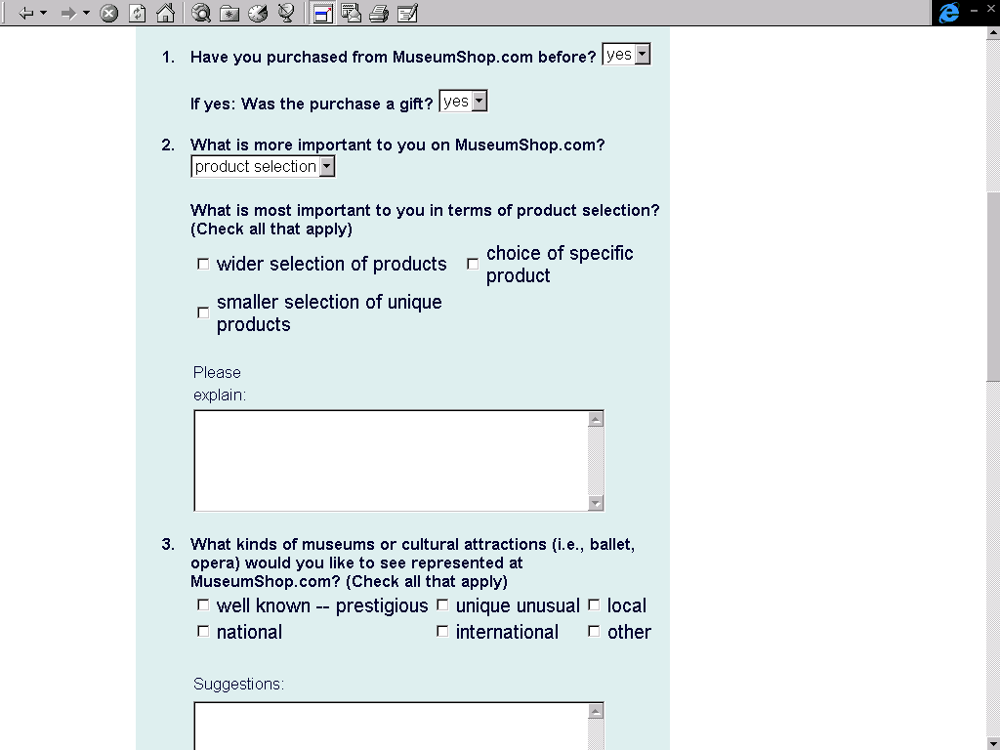 1. Have you purchased from MuseumShop.com before? yes
If yes: Was the purchase a gift? yes
2. What is more important to you on MuseumShop.com?
product selection
What is most important to you in terms of product selection?
(Check all that apply)
wider selection of products
choice of specific
product
smaller selection of unique
products
Please
explain:
3. What kinds of museums or cultural attractions (i.e., ballet,
opera) would you like to see represented at
MuseumShop.com? (Check all that apply)
well known -- prestigious unique unusual local
national international other
Suggestions: